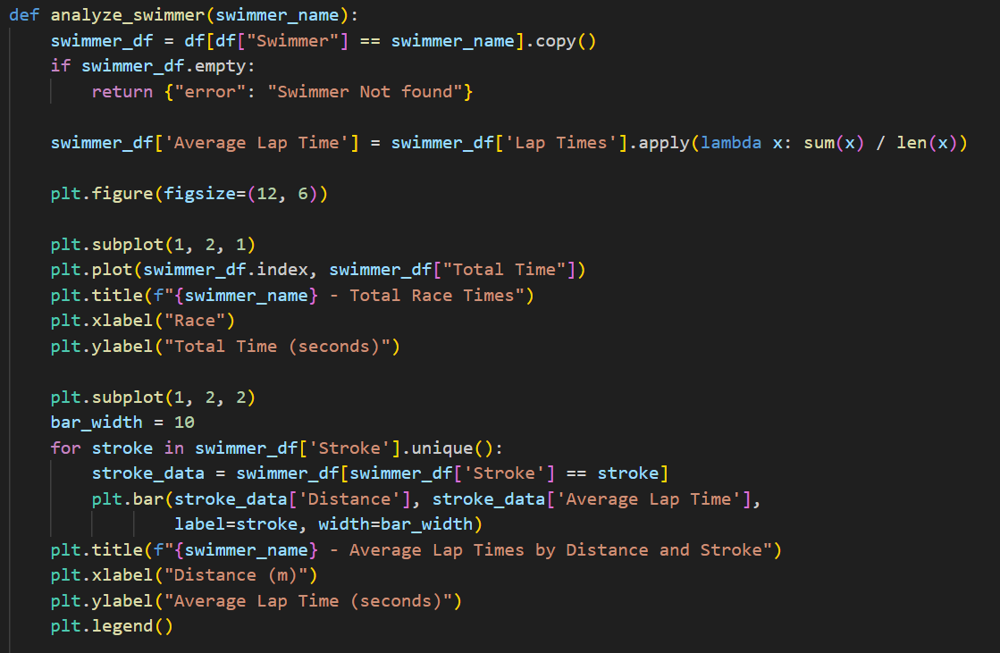 def analyze_swimmer(swimmer_name):
    swimmer_df = df[df["Swimmer"] == swimmer_name].copy()
    if swimmer_df.empty:
        return {"error": "Swimmer Not found"}

    swimmer_df['Average Lap Time'] = swimmer_df['Lap Times'].apply(lambda x: sum(x) / len(x))

    plt.figure(figsize=(12, 6))

    plt.subplot(1, 2, 1)
    plt.plot(swimmer_df.index, swimmer_df["Total Time"])
    plt.title(f"{swimmer_name} - Total Race Times")
    plt.xlabel("Race")
    plt.ylabel("Total Time (seconds)")

    plt.subplot(1, 2, 2)
    bar_width = 10
    for stroke in swimmer_df['Stroke'].unique():
        stroke_data = swimmer_df[swimmer_df['Stroke'] == stroke]
        plt.bar(stroke_data['Distance'], stroke_data['Average Lap Time'],
                label=stroke, width=bar_width)
    plt.title(f"{swimmer_name} - Average Lap Times by Distance and Stroke")
    plt.xlabel("Distance (m)")
    plt.ylabel("Average Lap Time (seconds)")
    plt.legend()